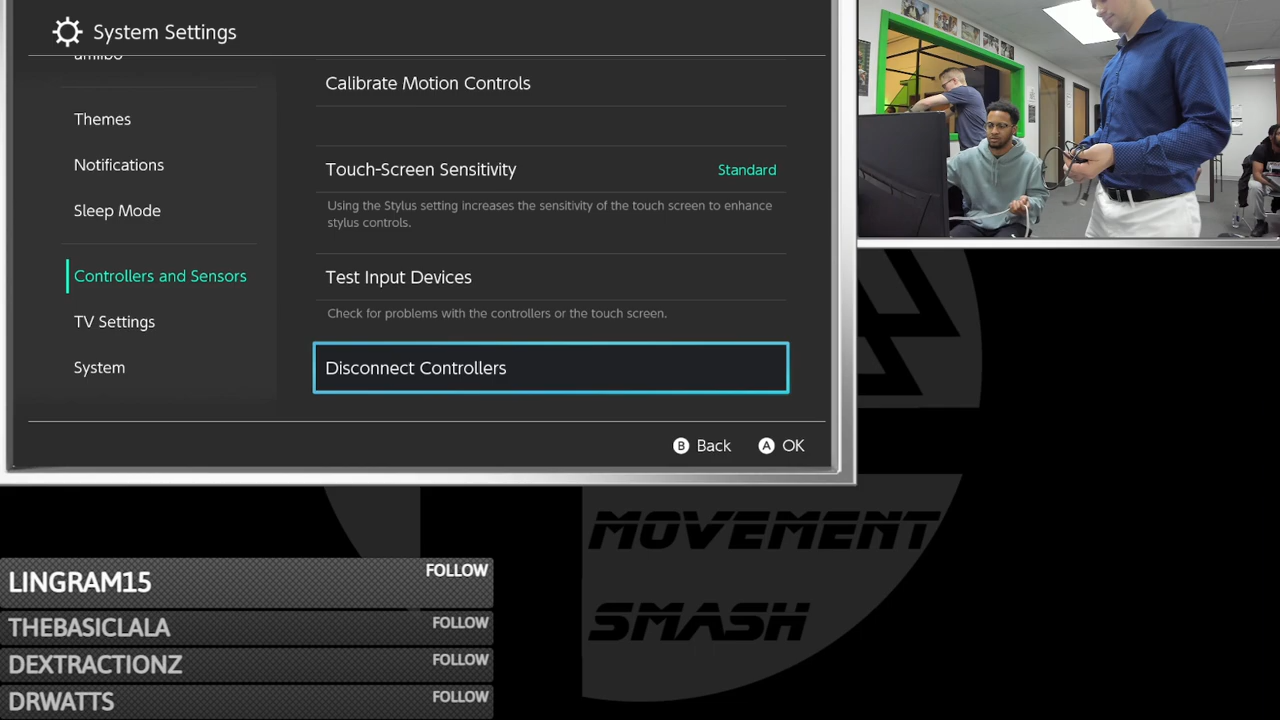 System Settings
amiibo
Themes
Notifications
Sleep Mode
Controllers and Sensors
TV Settings
System
Calibrate Motion Controls
Touch-Screen Sensitivity Standard
Using the Stylus setting increases the sensitivity of the touch screen to enhance
stylus controls.
Test Input Devices
Check for problems with the controllers or the touch screen.
Disconnect Controllers
B Back A OK
MOVEMENT
SMASH
LINGRAM15 FOLLOW
THEBASICLALA FOLLOW
DEXTRACTIONZ FOLLOW
DRWATTS FOLLOW